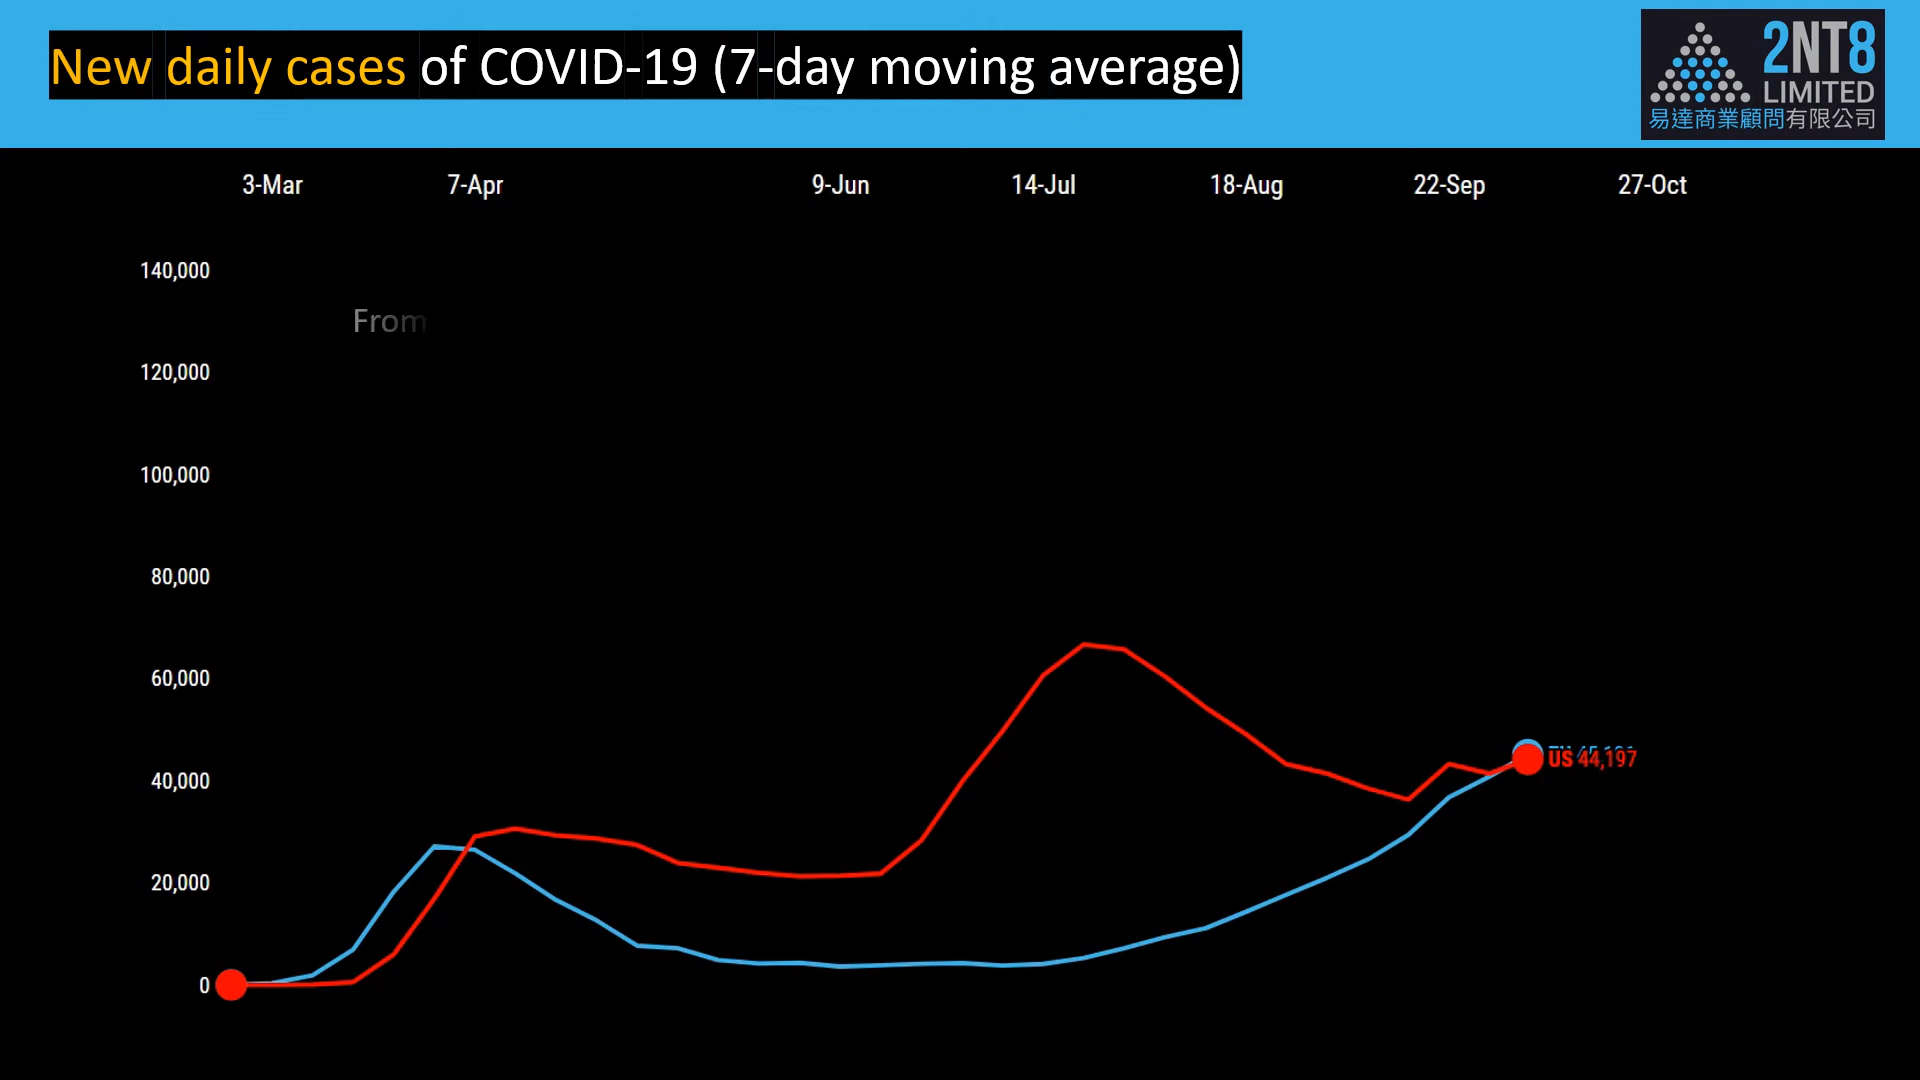 New daily cases of COVID-19 (7-day moving average)
2NT8
LIMITED
易達商業顧問有限公司
3-Mar 7-Apr 9-Jun 14-Jul 18-Aug 22-Sep 27-Oct
140,000
From
120,000
100,000
80,000
60,000
US 44,197
40,000
20,000
0